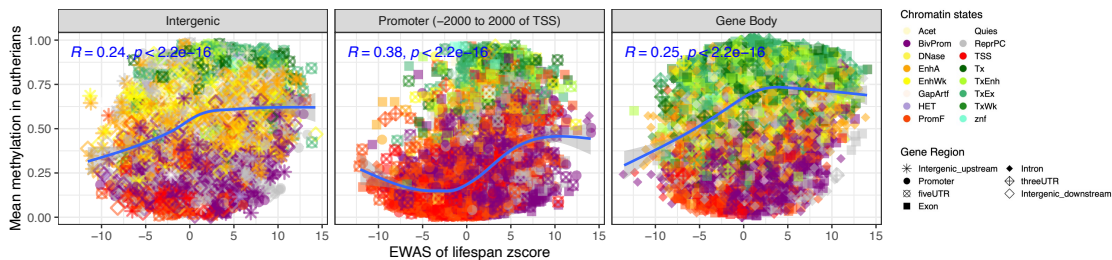 Intergenic
Promoter (−2000 to 2000 of TSS)
Gene Body
R = 0.24, p < 2.2e−16
R = 0.38, p < 2.2e−16
R = 0.25, p < 2.2e−16
Mean methylation in eutherians
1.00
0.75
0.50
0.25
0.00
−10 −5 0 5 10 15
−10 −5 0 5 10 15
−10 −5 0 5 10 15
EWAS of lifespan zscore
Chromatin states
Acet Quies
BivProm ReprPC
DNase TSS
EnhA Tx
EnhWk TxEnh
GapArtf TxEx
HET TxWk
PromF znf
Gene Region
Intergenic_upstream Intron
Promoter threeUTR
fiveUTR Intergenic_downstream
Exon